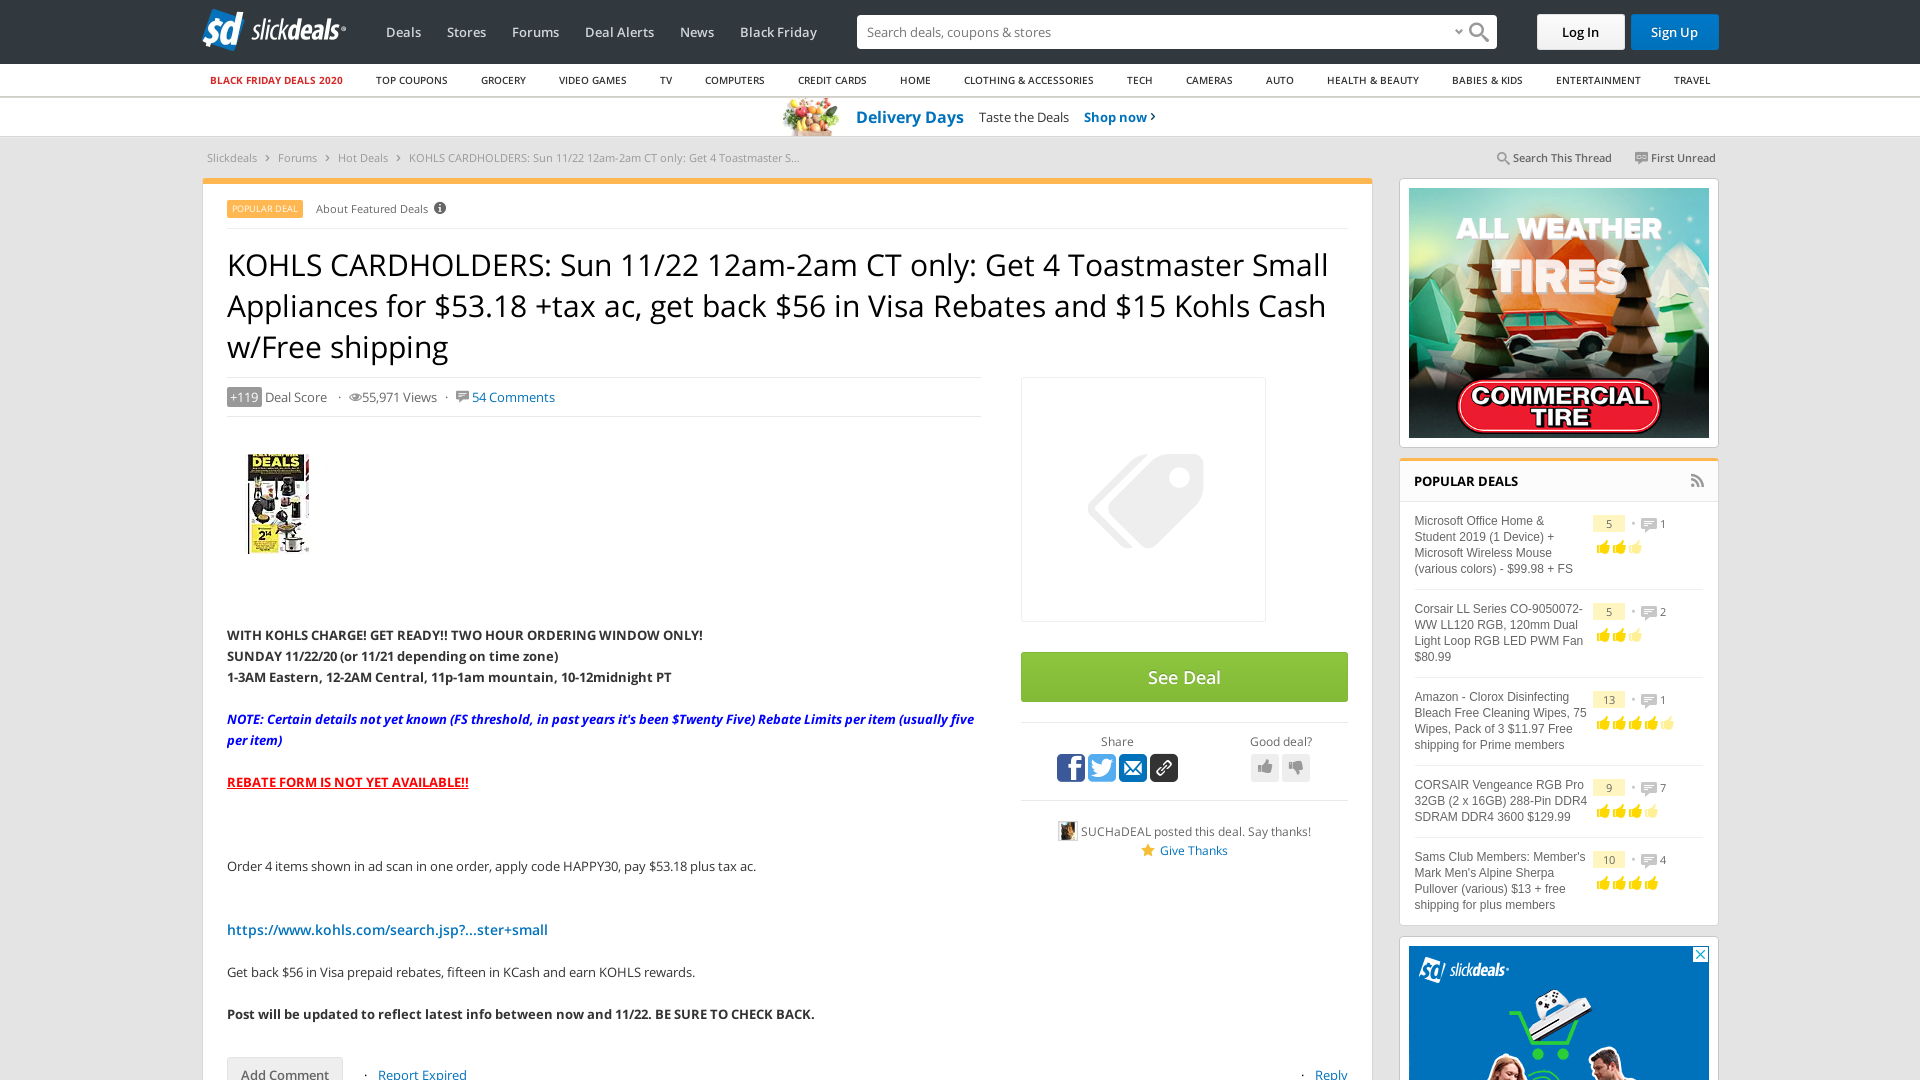 slickdeals
Deals Stores Forums Deal Alerts News Black Friday
Search deals, coupons & stores
Log In Sign Up
BLACK FRIDAY DEALS 2020 TOP COUPONS GROCERY VIDEO GAMES TV COMPUTERS CREDIT CARDS HOME CLOTHING & ACCESSORIES TECH CAMERAS AUTO HEALTH & BEAUTY BABIES & KIDS ENTERTAINMENT TRAVEL
Delivery Days Taste the Deals Shop now
Slickdeals Forums Hot Deals KOHLS CARDHOLDERS: Sun 11/22 12am-2am CT only: Get 4 Toastmaster S...
Search This Thread First Unread
POPULAR DEAL About Featured Deals
KOHLS CARDHOLDERS: Sun 11/22 12am-2am CT only: Get 4 Toastmaster Small
Appliances for $53.18 +tax ac, get back $56 in Visa Rebates and $15 Kohls Cash
w/Free shipping
+119 Deal Score · 55,971 Views · 54 Comments
DEALS
WITH KOHLS CHARGE! GET READY!! TWO HOUR ORDERING WINDOW ONLY!
SUNDAY 11/22/20 (or 11/21 depending on time zone)
1-3AM Eastern, 12-2AM Central, 11p-1am mountain, 10-12midnight PT
NOTE: Certain details not yet known (FS threshold, in past years it's been $Twenty Five) Rebate Limits per item (usually five
per item)
REBATE FORM IS NOT YET AVAILABLE!!
Order 4 items shown in ad scan in one order, apply code HAPPY30, pay $53.18 plus tax ac.
https://www.kohls.com/search.jsp?...ster+small
Get back $56 in Visa prepaid rebates, fifteen in KCash and earn KOHLS rewards.
Post will be updated to reflect latest info between now and 11/22. BE SURE TO CHECK BACK.
Add Comment · Report Expired · Reply
See Deal
Share Good deal?
SUCHaDEAL posted this deal. Say thanks!
Give Thanks
ALL WEATHER
TIRES
COMMERCIAL
TIRE
POPULAR DEALS
Microsoft Office Home &
Student 2019 (1 Device) +
Microsoft Wireless Mouse
(various colors) - $99.98 + FS
5 • 1
Corsair LL Series CO-9050072-
WW LL120 RGB, 120mm Dual
Light Loop RGB LED PWM Fan
$80.99
5 • 2
Amazon - Clorox Disinfecting
Bleach Free Cleaning Wipes, 75
Wipes, Pack of 3 $11.97 Free
shipping for Prime members
13 • 1
CORSAIR Vengeance RGB Pro
32GB (2 x 16GB) 288-Pin DDR4
SDRAM DDR4 3600 $129.99
9 • 7
Sams Club Members: Member's
Mark Men's Alpine Sherpa
Pullover (various) $13 + free
shipping for plus members
10 • 4
slickdeals